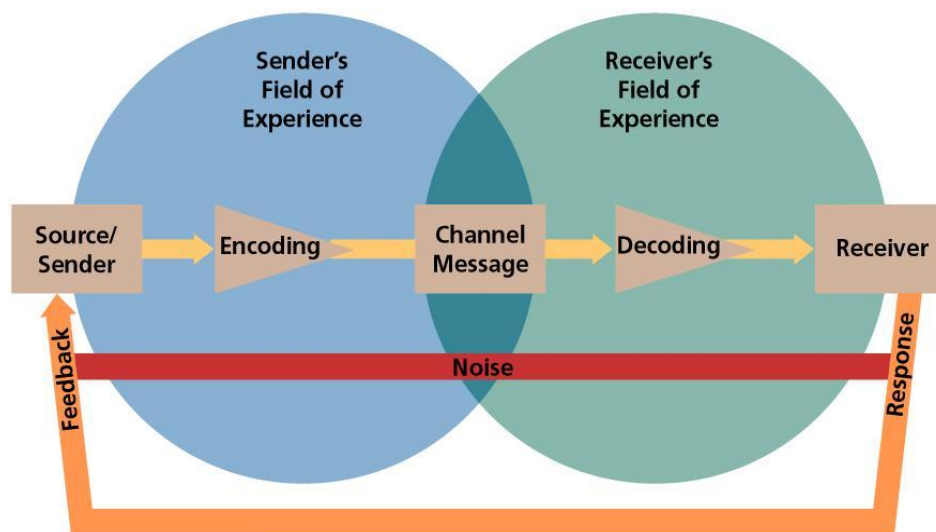 Sender's
Field of
Experience
Receiver's
Field of
Experience
Source/
Sender
Encoding
Channel
Message
Decoding
Receiver
Feedback
Noise
Response